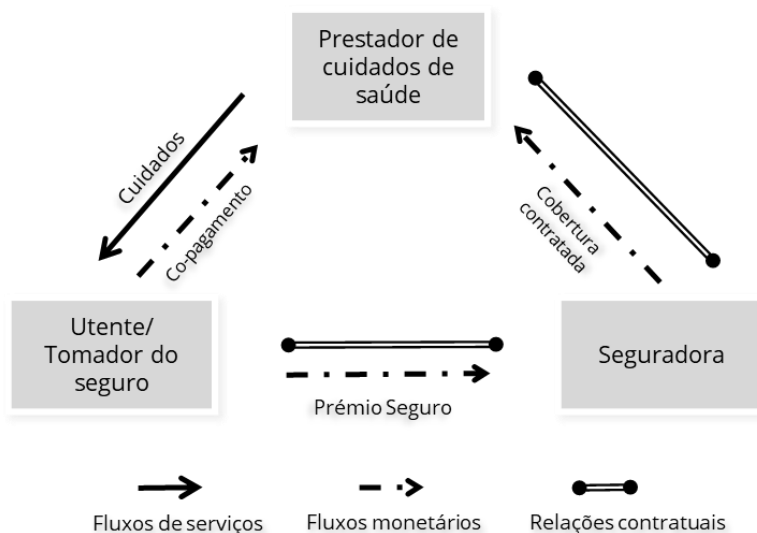 Prestador de
cuidados de
saúde
Cuidados
Co-pagamento
Cobertura
contratada
Utente/
Tomador do
seguro
Seguradora
Prémio Seguro
Fluxos de serviços
Fluxos monetários
Relações contratuais